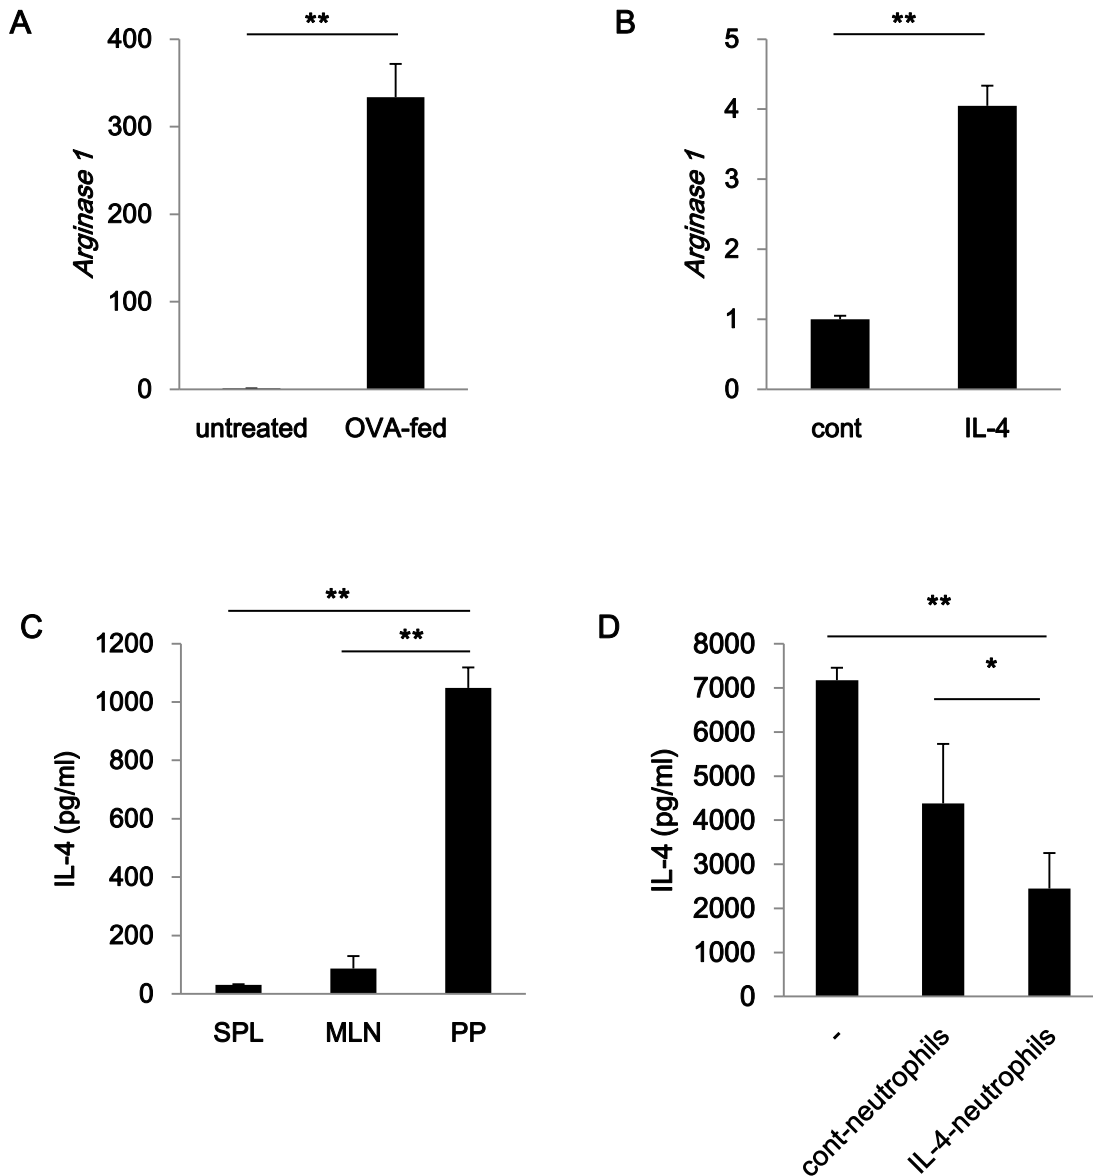 A
**
400
300
200
100
0
Arginase 1
untreated
OVA-fed
B
**
5
4
3
2
1
0
Arginase 1
cont
IL-4
C
**
**
1200
1000
800
600
400
200
0
IL-4 (pg/ml)
SPL
MLN
PP
D
**
*
8000
7000
6000
5000
4000
3000
2000
1000
0
IL-4 (pg/ml)
-
cont-neutrophils
IL-4-neutrophils